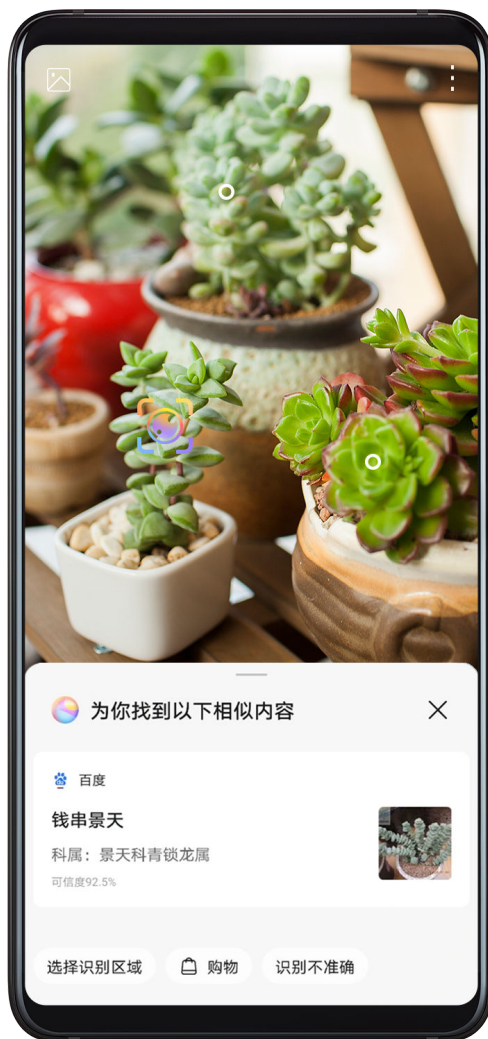 为你找到以下相似内容
百度
钱串景天
科属：景天科青锁龙属
可信度92.5%
选择识别区域
购物
识别不准确